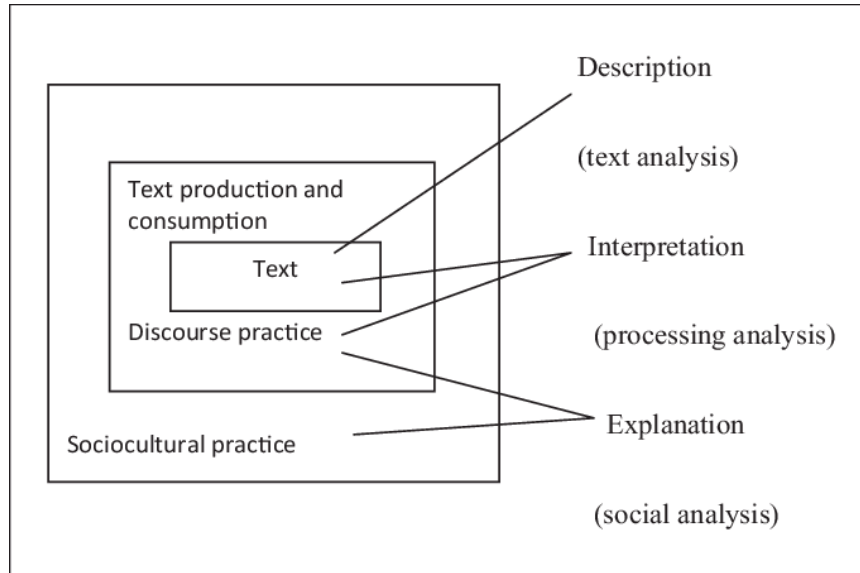 Description
(text analysis)
Text production and
consumption
Text
Interpretation
Discourse practice
(processing analysis)
Explanation
Sociocultural practice
(social analysis)